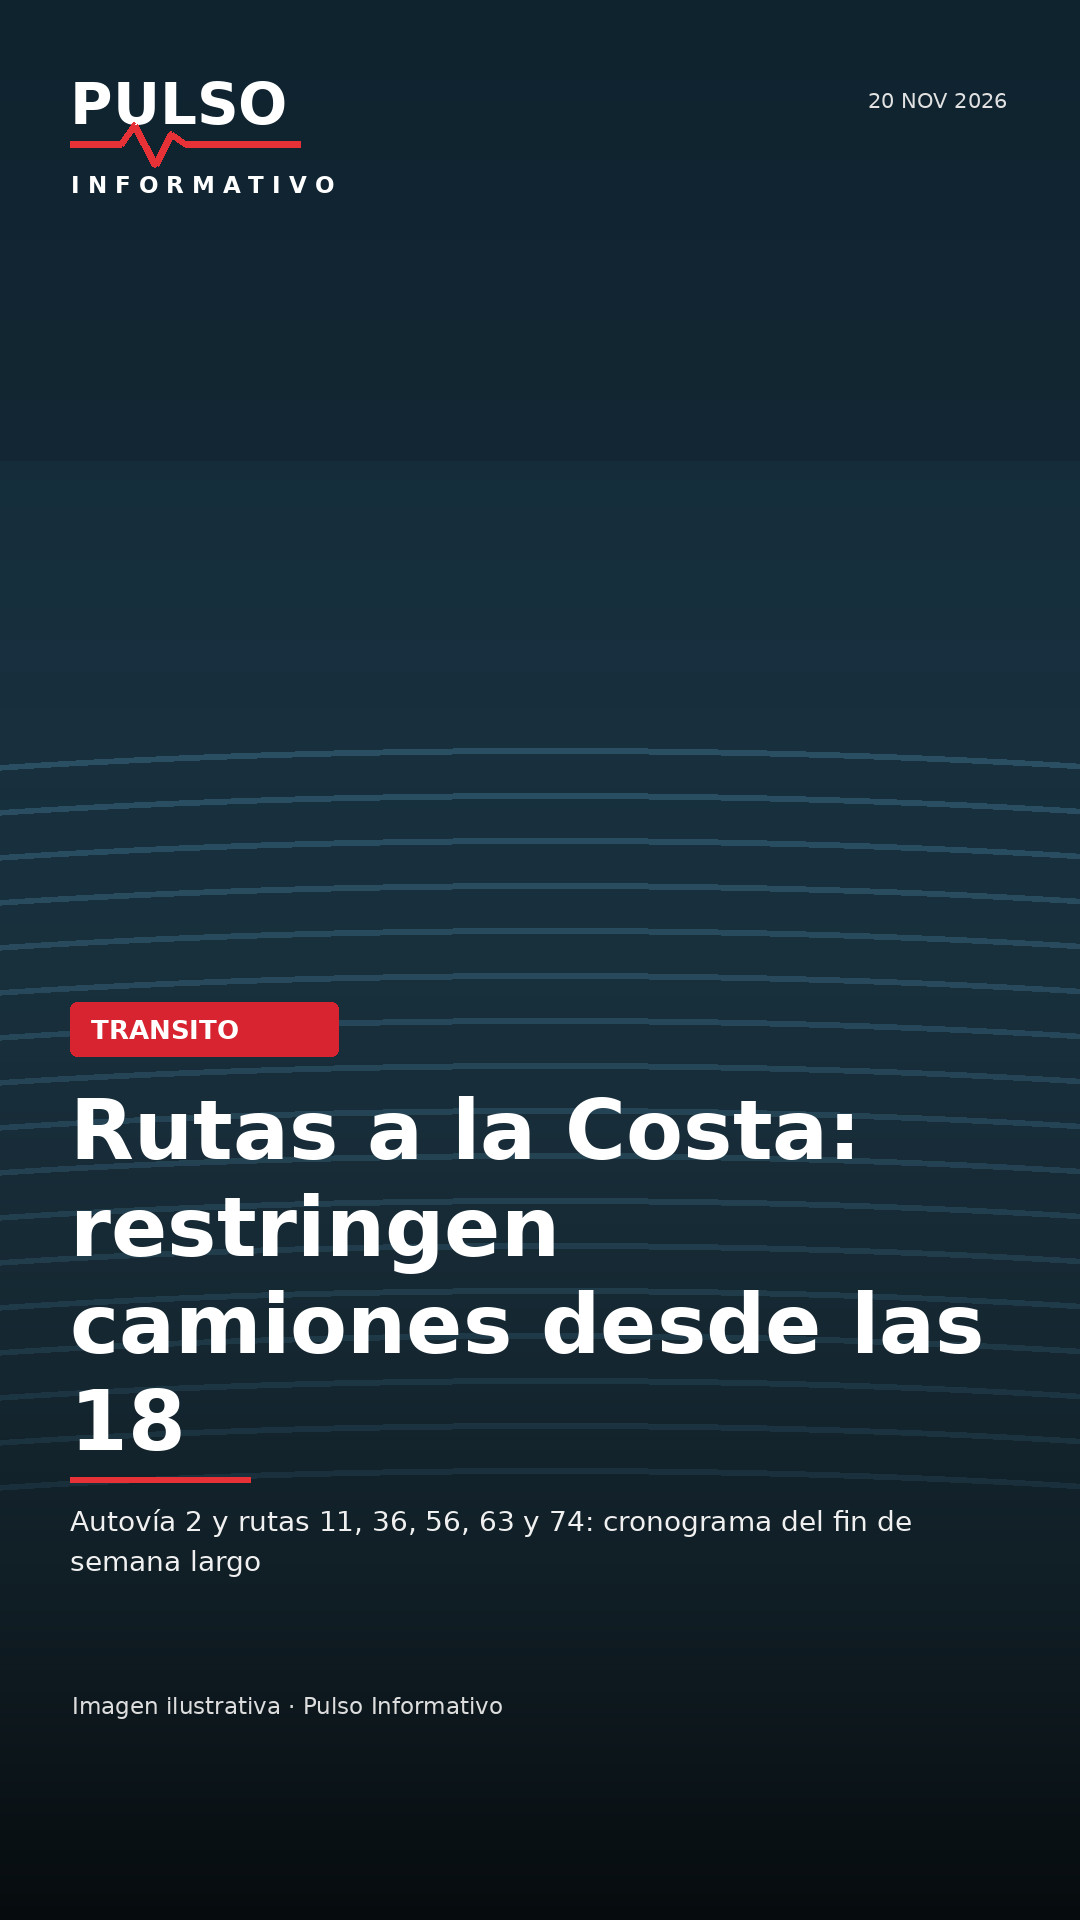 PULSO
INFORMATIVO
20 NOV 2026
TRANSITO
Rutas a la Costa:
restringen
camiones desde las
18
Autovía 2 y rutas 11, 36, 56, 63 y 74: cronograma del fin de
semana largo
Imagen ilustrativa · Pulso Informativo